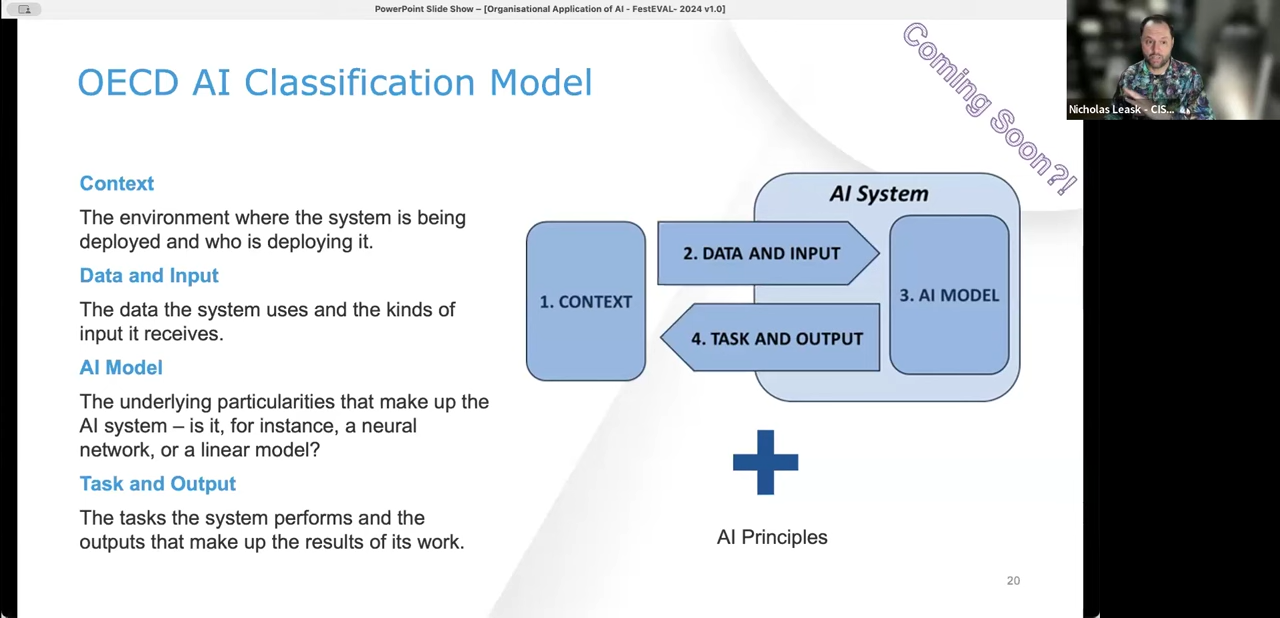 PowerPoint Slide Show – [Organisational Application of AI - FestEVAL- 2024 v1.0]
OECD AI Classification Model
Coming Soon?!
Nicholas Leask - CIS...
Context
The environment where the system is being
deployed and who is deploying it.
Data and Input
The data the system uses and the kinds of
input it receives.
AI Model
The underlying particularities that make up the
AI system – is it, for instance, a neural
network, or a linear model?
Task and Output
The tasks the system performs and the
outputs that make up the results of its work.
AI System
1. CONTEXT
2. DATA AND INPUT
3. AI MODEL
4. TASK AND OUTPUT
AI Principles
20